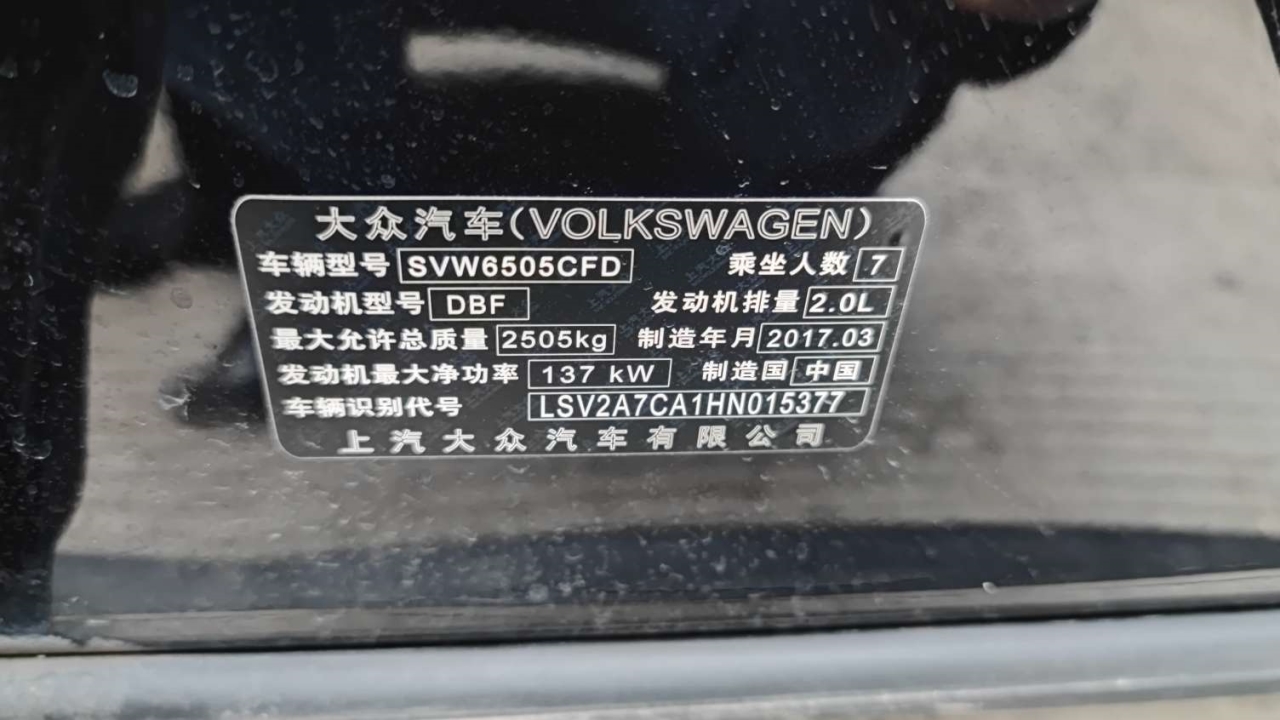 大众汽车(VOLKSWAGEN)
车辆型号 SVW6505CFD 乘坐人数 7
发动机型号 DBF 发动机排量 2.0L
最大允许总质量 2505kg 制造年月 2017.03
发动机最大净功率 137 kW 制造国 中国
车辆识别代号 LSV2A7CA1HN015377
上汽大众汽车有限公司